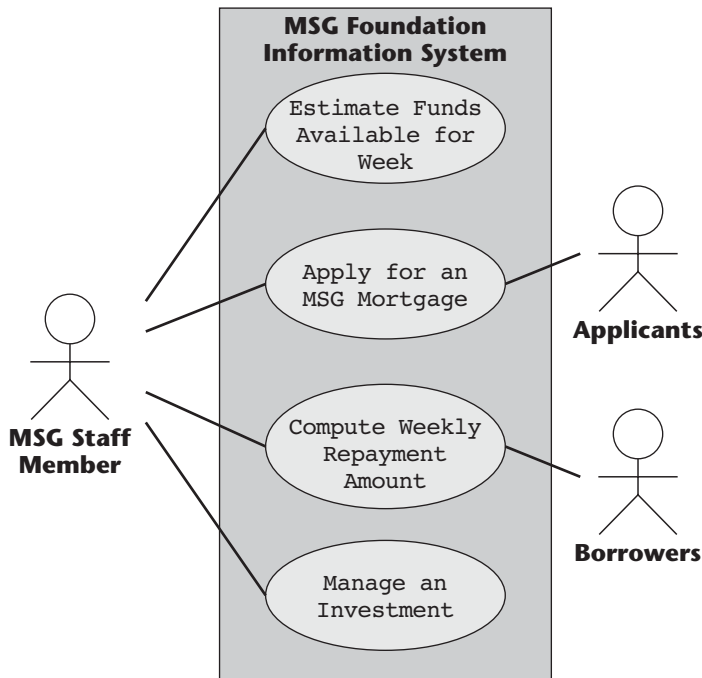 MSG Foundation
Information System
Estimate Funds
Available for
Week
Apply for an
MSG Mortgage
Applicants
MSG Staff
Member
Compute Weekly
Repayment
Amount
Borrowers
Manage an
Investment